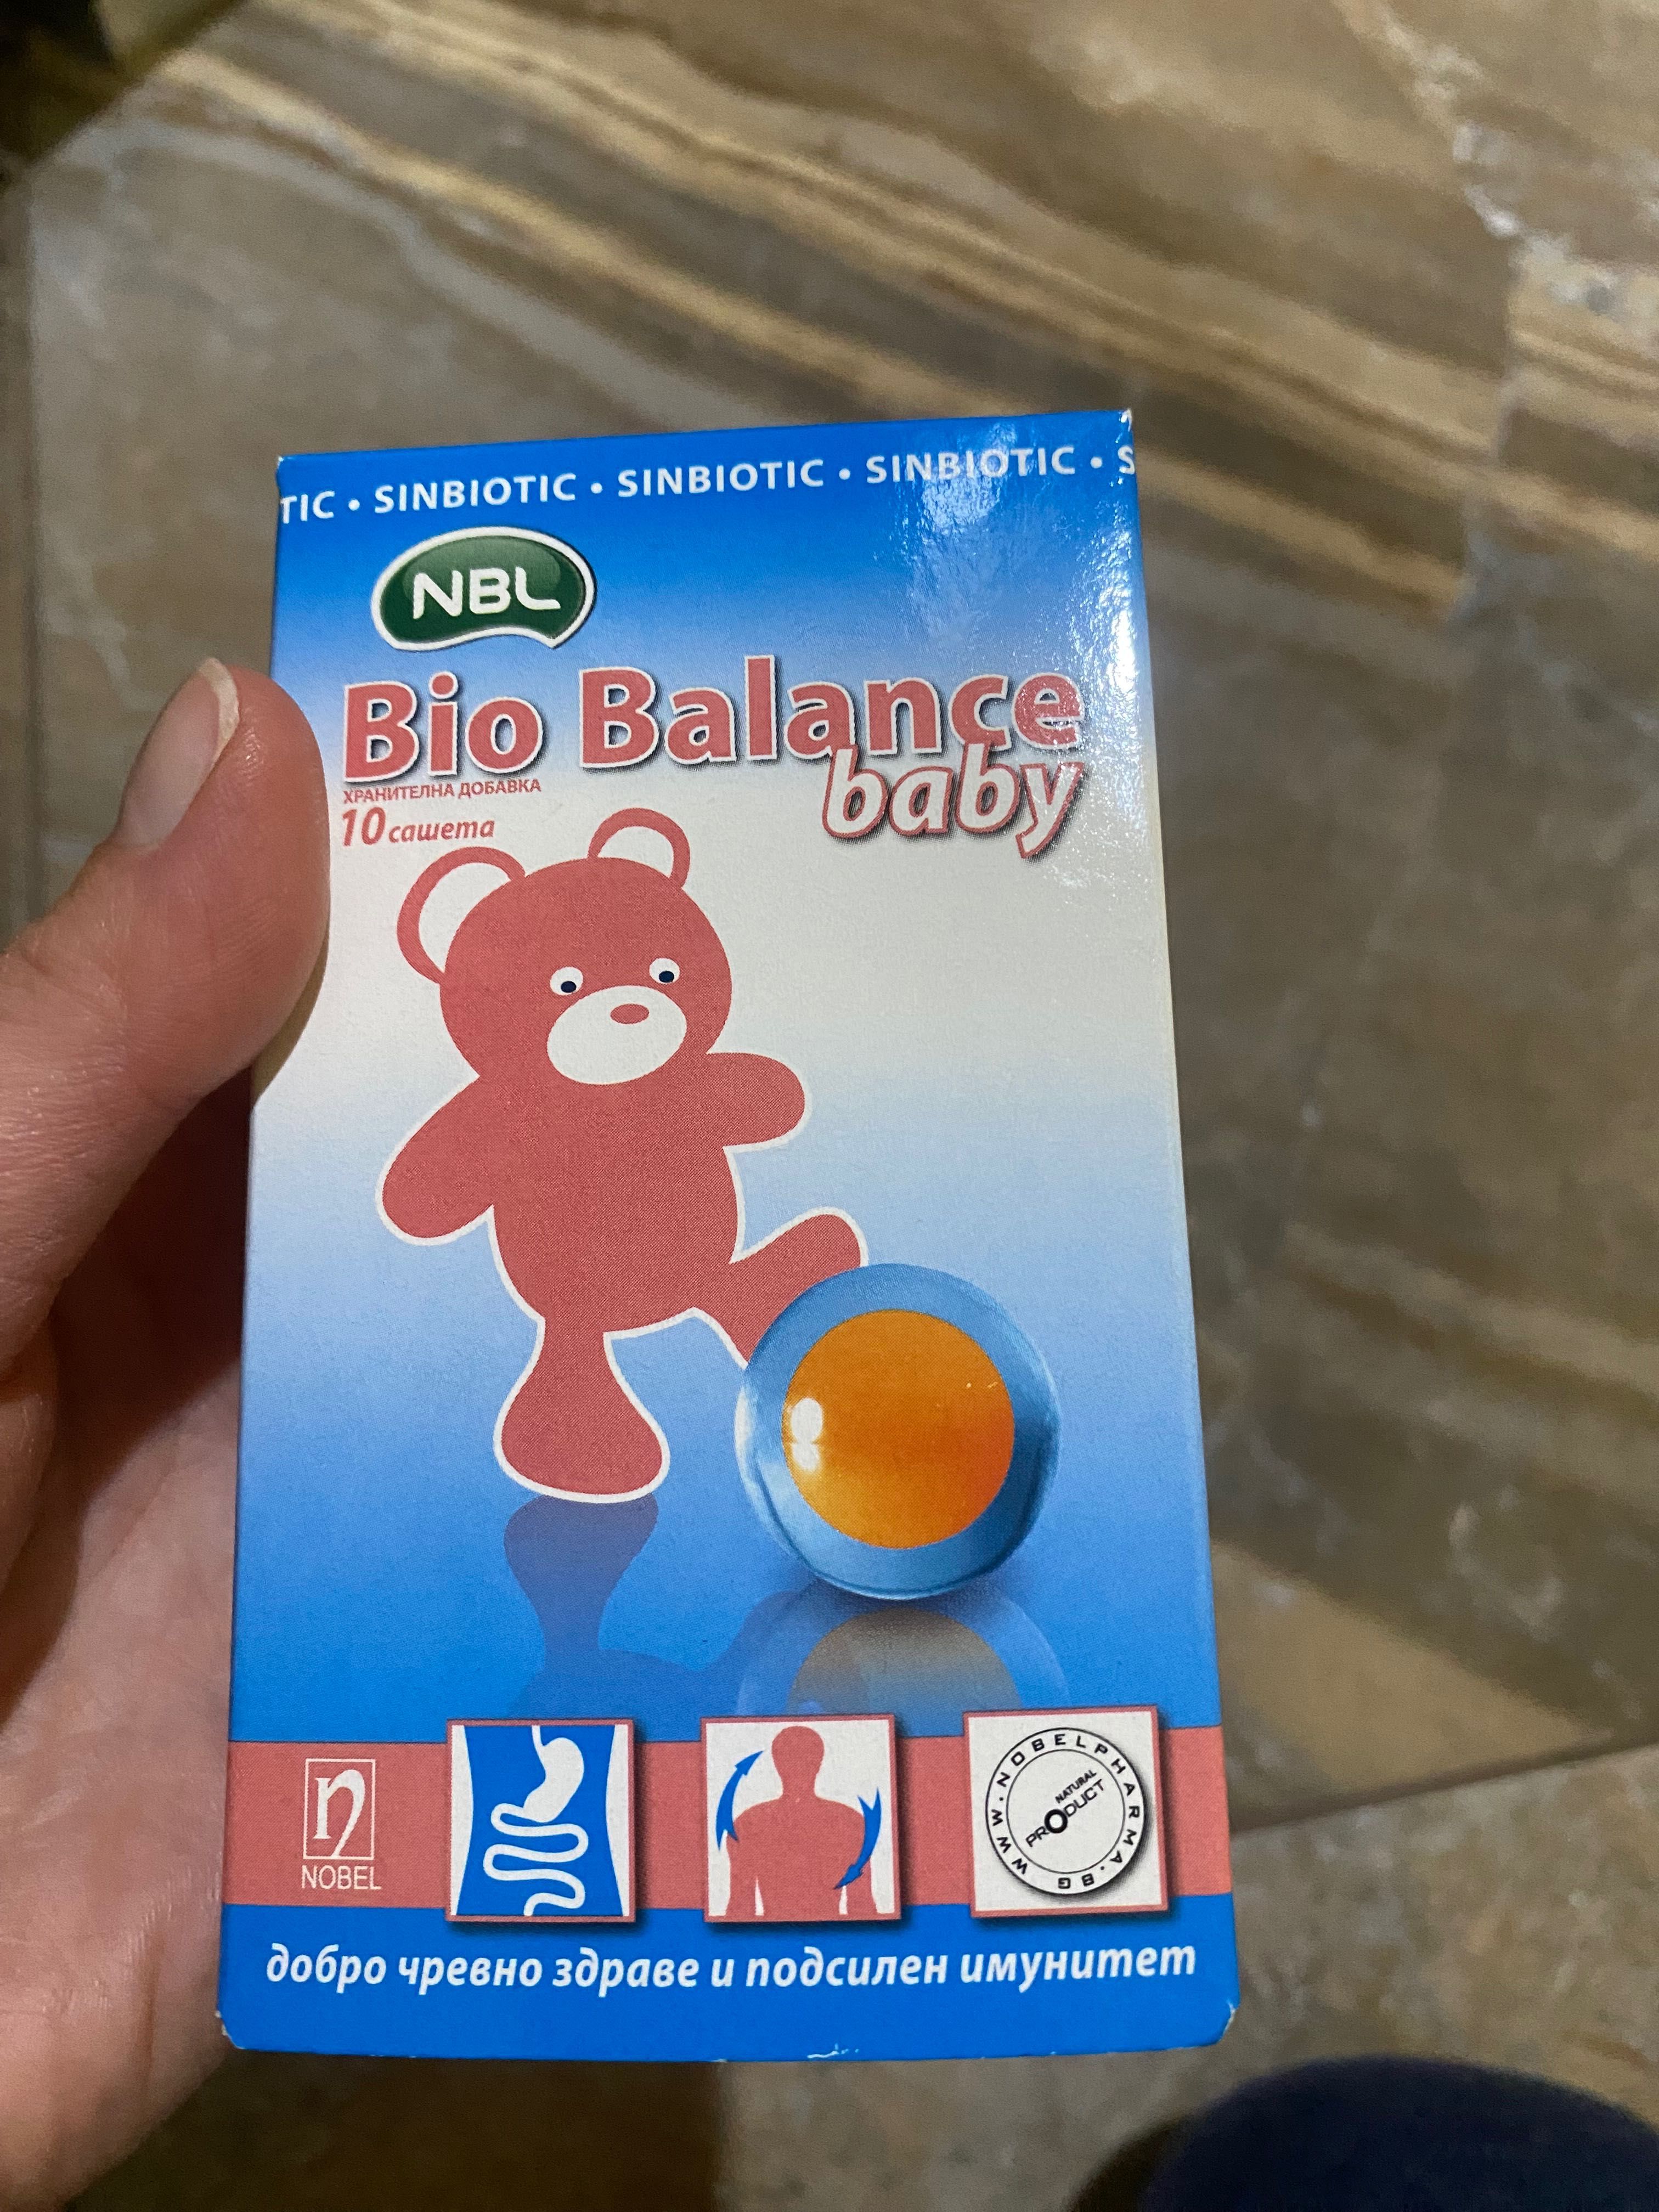 TIC • SINBIOTIC • SINBIOTIC • SINBIOTIC • S
NBL
Bio Balance
baby
ХРАНИТЕЛНА ДОБАВКА
10 сашета
η
NOBEL
WWW.NOBELPHARMA.BG
NATURAL
PRODUCT
добро чревно здраве и подсилен имунитет